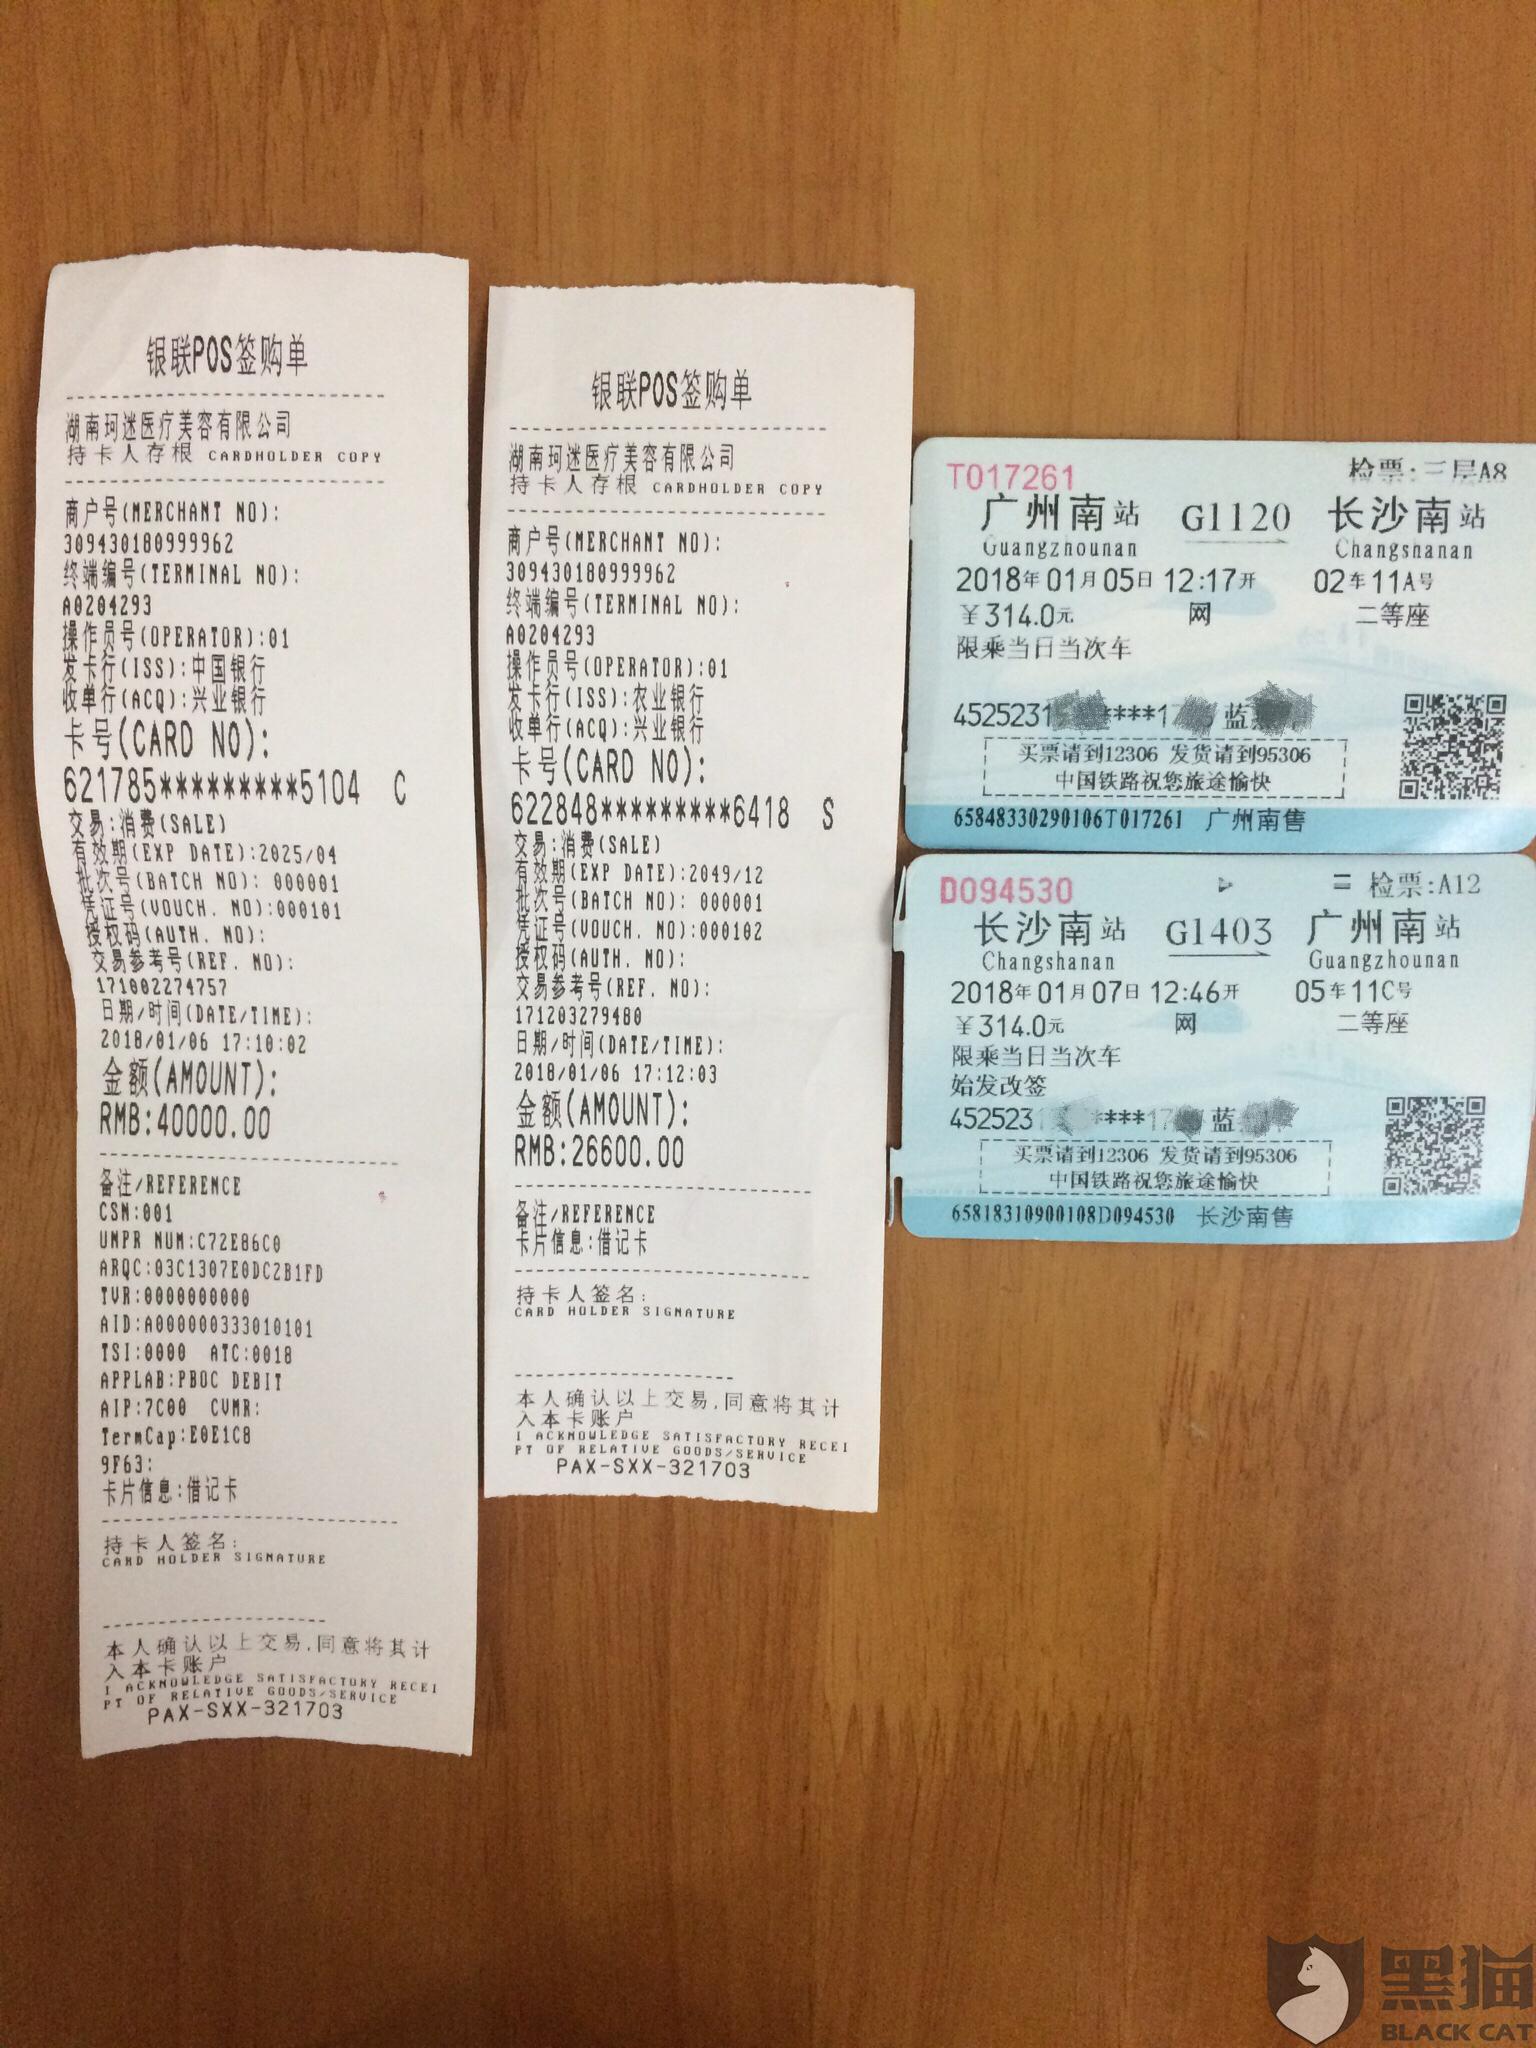 银联POS签购单
湖南珂迷医疗美容有限公司
持卡人存根 CARDHOLDER COPY
商户号(MERCHANT NO):
309430180999962
终端编号(TERMINAL NO):
A0204293
操作员号(OPERATOR):01
发卡行(ISS):中国银行
收单行(ACQ):兴业银行
卡号(CARD NO):
621785*********5104 C
交易:消费(SALE)
有效期(EXP DATE):2025/04
批次号(BATCH NO): 000001
凭证号(VOUCH. NO):000101
授权码(AUTH. NO):
交易参考号(REF. NO):
171002274757
日期/时间(DATE/TIME):
2018/01/06 17:10:02
金额(AMOUNT):
RMB:40000.00
备注/REFERENCE
CSN:001
UNPR NUM:C72E86C0
ARQC:03C1307E0DC2B1FD
TVR:0000000000
AID:A000000333010101
TSI:0000 ATC:0018
APPLAB:PBOC DEBIT
AIP:7C00 CVMR:
TermCap:E0E1C8
9F63:
卡片信息:借记卡
持卡人签名:
CARD HOLDER SIGNATURE
本人确认以上交易,同意将其计
入本卡账户
I ACKNOWLEDGE SATISFACTORY RECEI
PT OF RELATIVE GOODS/SERVICE
PAX-SXX-321703
银联POS签购单
湖南珂迷医疗美容有限公司
持卡人存根 CARDHOLDER COPY
商户号(MERCHANT NO):
309430180999962
终端编号(TERMINAL NO):
A0204293
操作员号(OPERATOR):01
发卡行(ISS):农业银行
收单行(ACQ):兴业银行
卡号(CARD NO):
622848*********6418 S
交易:消费(SALE)
有效期(EXP DATE):2049/12
批次号(BATCH NO): 000001
凭证号(VOUCH. NO):000102
授权码(AUTH. NO):
交易参考号(REF. NO):
171203279480
日期/时间(DATE/TIME):
2018/01/06 17:12:03
金额(AMOUNT):
RMB:26600.00
备注/REFERENCE
卡片信息:借记卡
持卡人签名:
CARD HOLDER SIGNATURE
本人确认以上交易,同意将其计
入本卡账户
I ACKNOWLEDGE SATISFACTORY RECEI
PT OF RELATIVE GOODS/SERVICE
PAX-SXX-321703
T017261 检票:三层A8
广州南站 G1120 长沙南站
Guangzhounan Changshanan
2018年01月05日 12:17开 02车11A号
￥314.0元 网 二等座
限乘当日当次车
4525231 ****1 蓝
买票请到12306 发货请到95306
中国铁路祝您旅途愉快
65848330290106T017261 广州南售
D094530 检票:A12
长沙南站 G1403 广州南站
Changshanan Guangzhounan
2018年01月07日 12:46开 05车11C号
￥314.0元 网 二等座
限乘当日当次车
始发改签
452523 ***17 蓝
买票请到12306 发货请到95306
中国铁路祝您旅途愉快
65818310900108D094530 长沙南售
黑猫
BLACK CAT